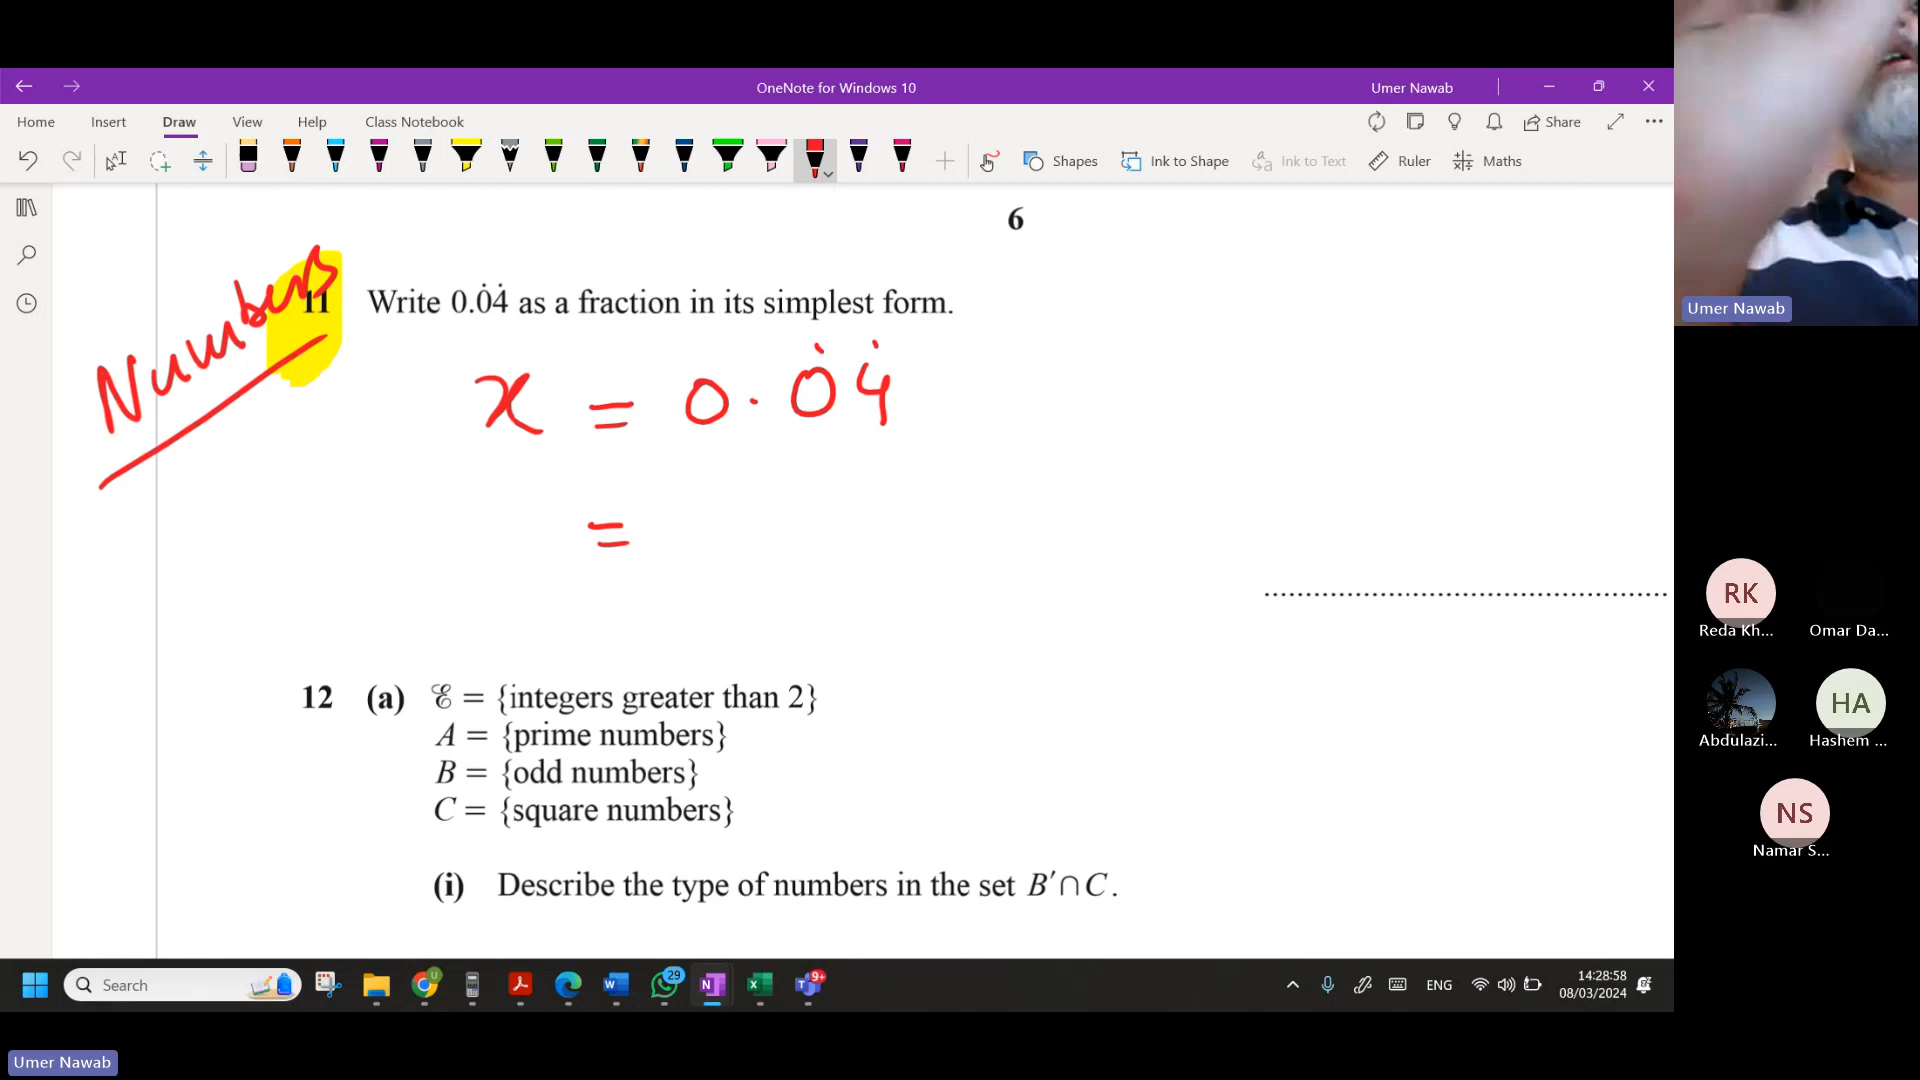 OneNote for Windows 10
Umer Nawab
Home Insert Draw View Help Class Notebook
Share
Shapes Ink to Shape Ink to Text Ruler Maths
6
Numbers
11 Write 0.0̇4̇ as a fraction in its simplest form.
x = 0.0̇4̇
=
12 (a) ℰ = {integers greater than 2}
A = {prime numbers}
B = {odd numbers}
C = {square numbers}
(i) Describe the type of numbers in the set B′∩C.
Umer Nawab
RK
Reda Kh...
Omar Da...
Abdulazi...
HA
Hashem ...
NS
Namar S...
Search
U
29
9+
ENG
14:28:58
08/03/2024
Umer Nawab